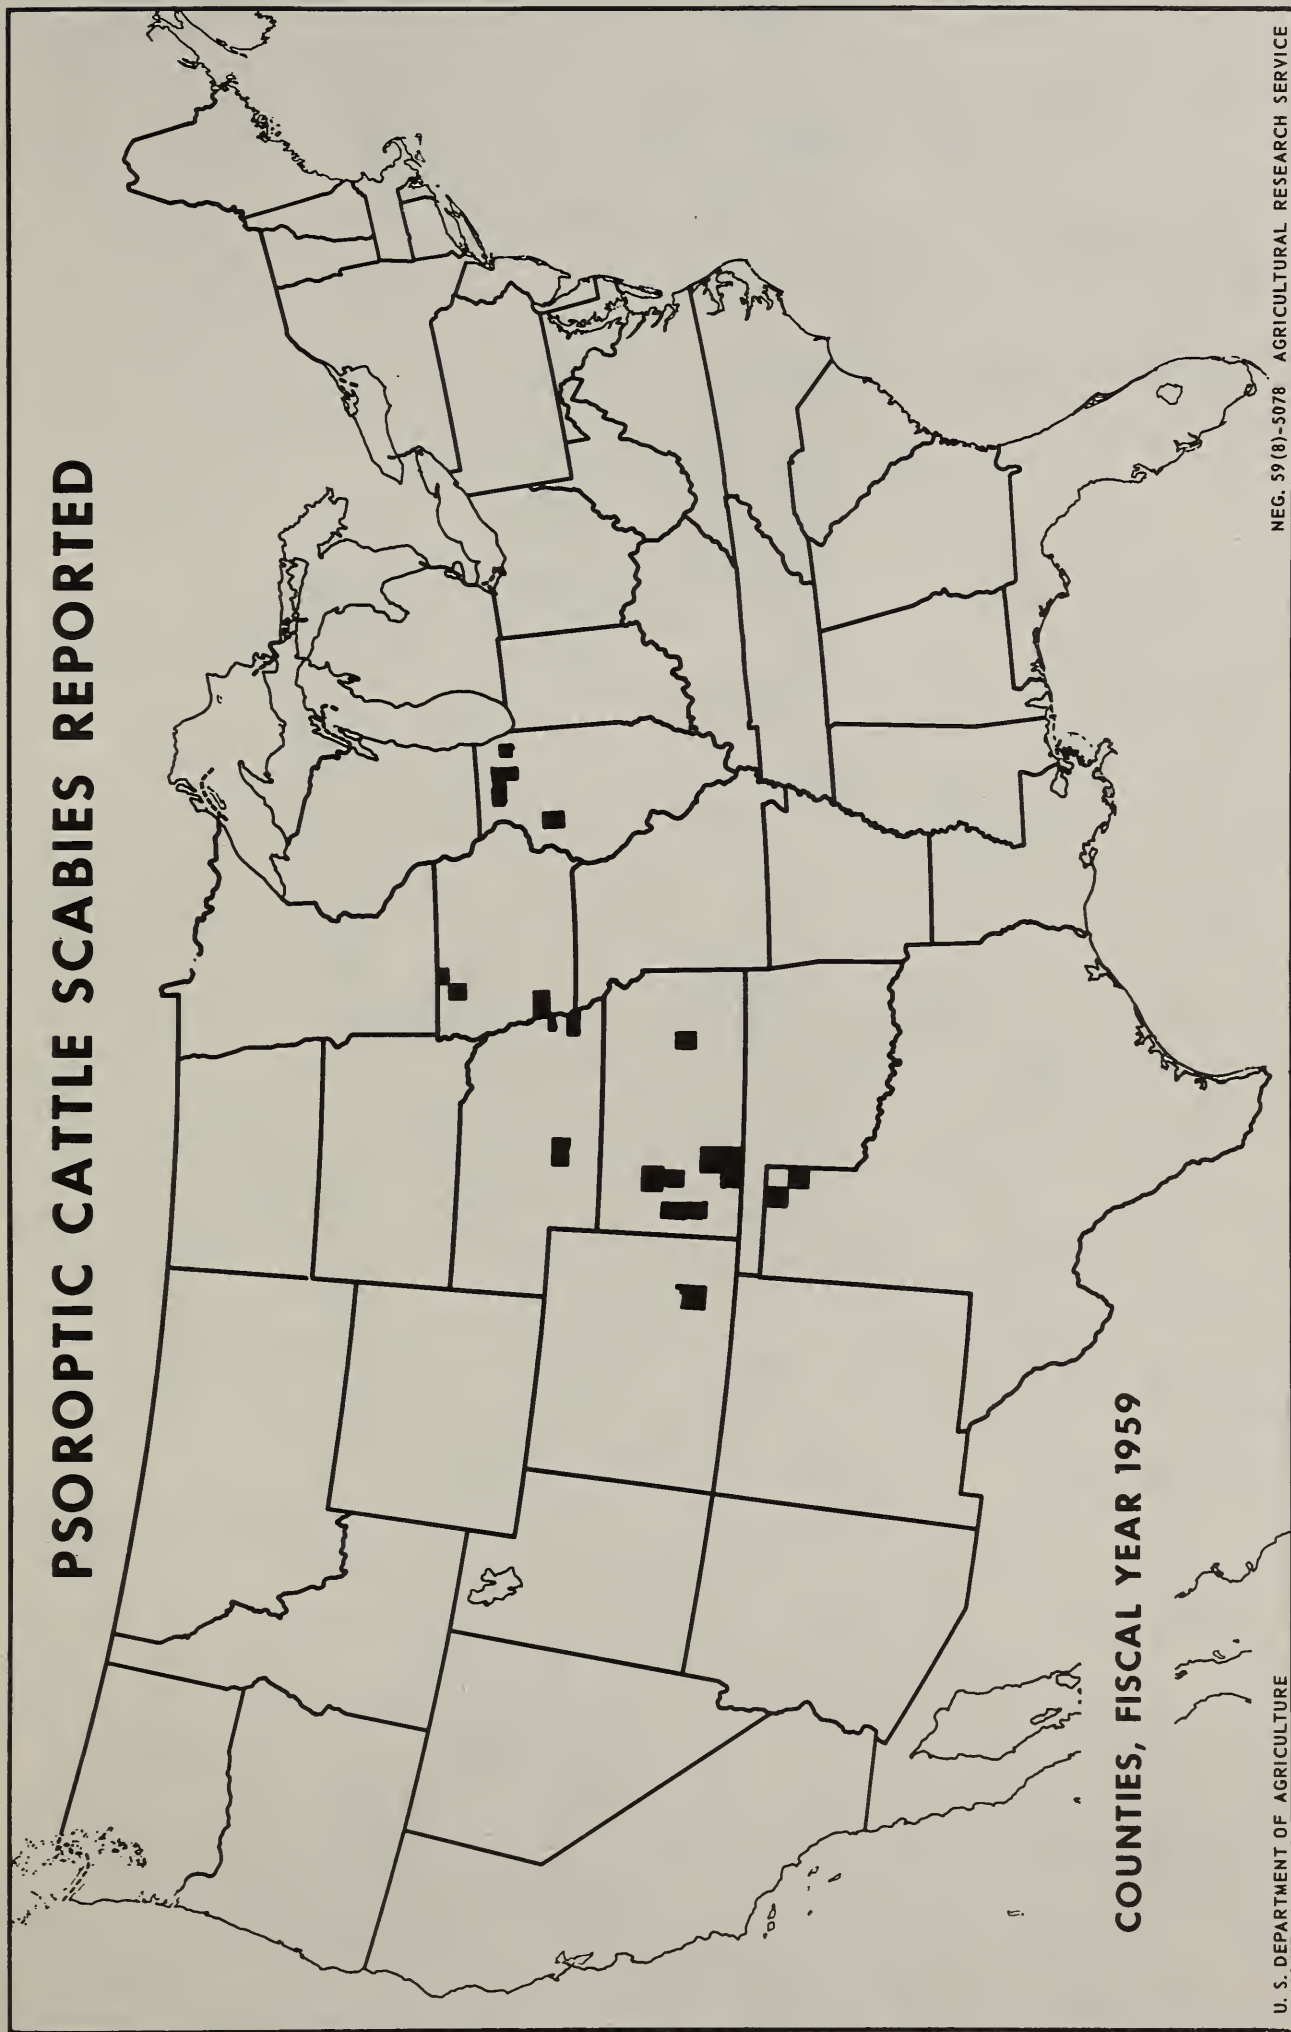 PSOROPTIC CATTLE SCABIES REPORTED
COUNTIES, FISCAL YEAR 1959
U. S. DEPARTMENT OF AGRICULTURE
NEG. 59(8)-5078 AGRICULTURAL RESEARCH SERVICE